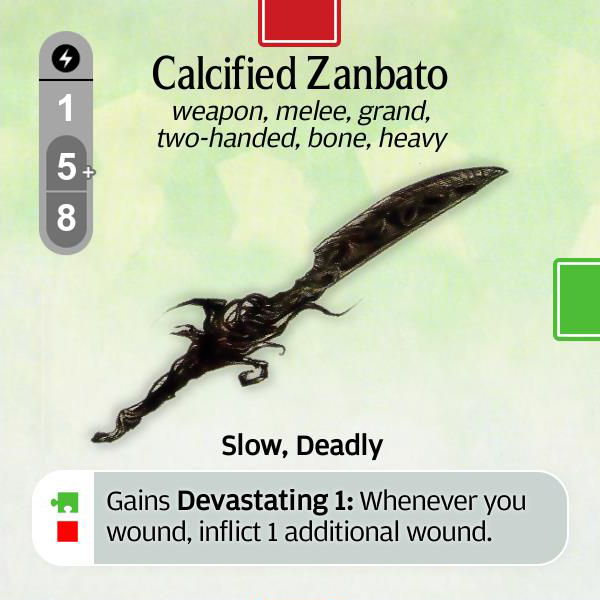 Calcified Zanbato
weapon, melee, grand,
two-handed, bone, heavy
1
5+
8
Slow, Deadly
Gains Devastating 1: Whenever you
wound, inflict 1 additional wound.